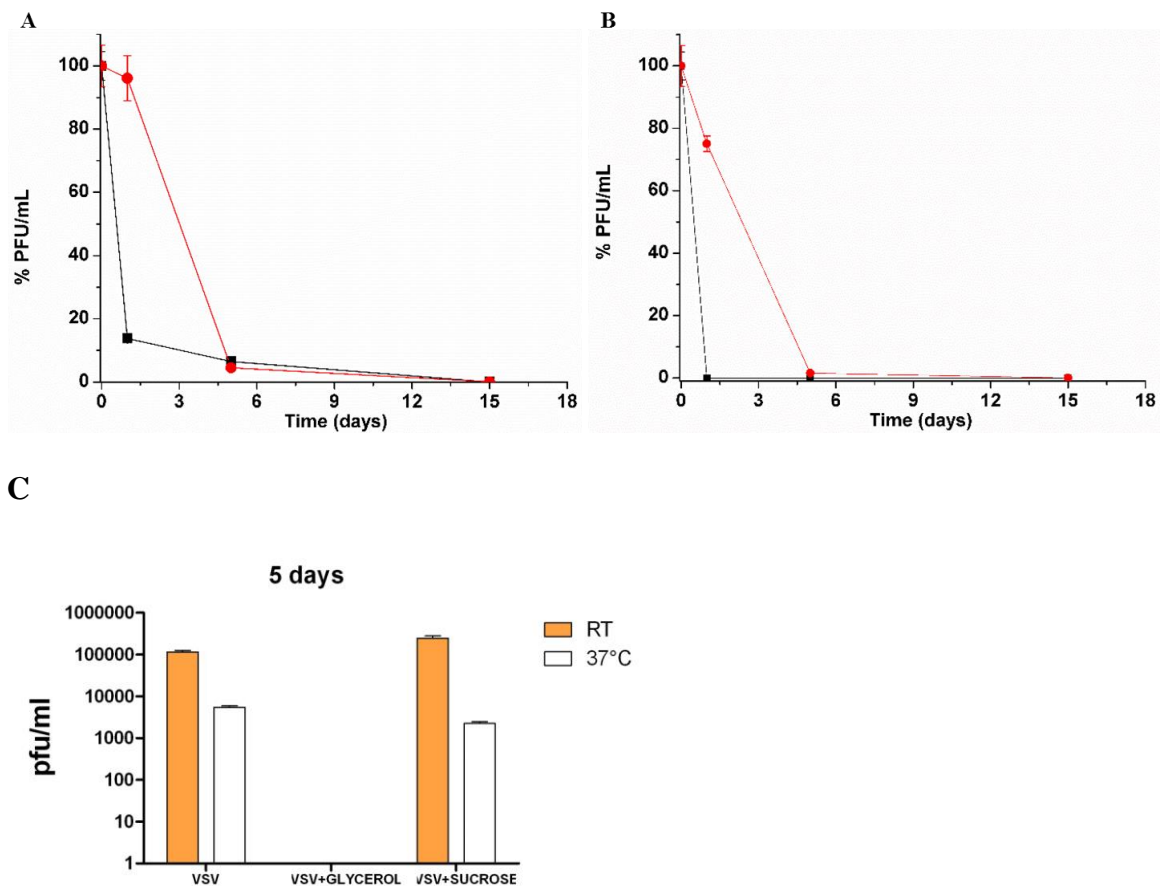 A
% PFU/mL
100
80
60
40
20
0
0 3 6 9 12 15 18
Time (days)
B
% PFU/mL
100
80
60
40
20
0
0 3 6 9 12 15 18
Time (days)
C
5 days
pfu/ml
1000000
100000
10000
1000
100
10
1
VSV VSV+GLYCEROL VSV+SUCROSE
RT
37°C